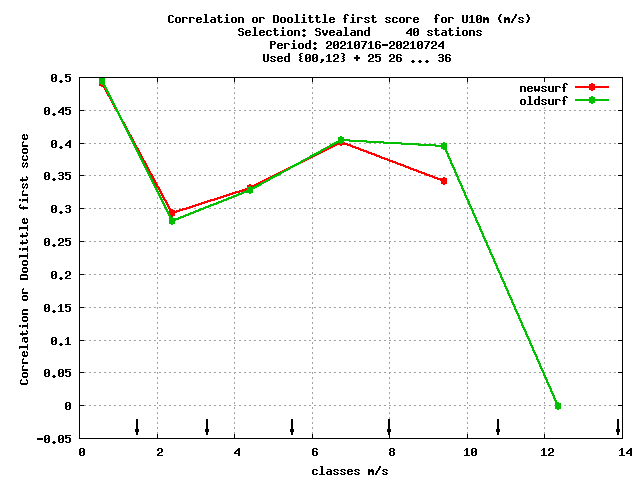 Correlation or Doolittle first score  for U10m (m/s)
Selection: Svealand     40 stations
Period: 20210716-20210724
Used {00,12} + 25 26 ... 36
newsurf
oldsurf
Correlation or Doolittle first score
0.5
0.45
0.4
0.35
0.3
0.25
0.2
0.15
0.1
0.05
0
-0.05
0 2 4 6 8 10 12 14
classes m/s